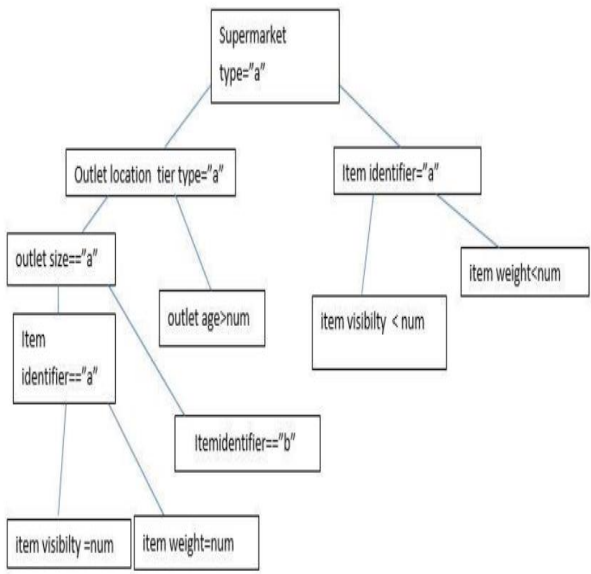 Supermarket
type="a"
Outlet location tier type="a"
Item identifier="a"
outlet size=="a"
item weight<num
outlet age>num
item visibilty < num
Item
identifier=="a"
Itemidentifier=="b"
item visibilty =num
item weight=num